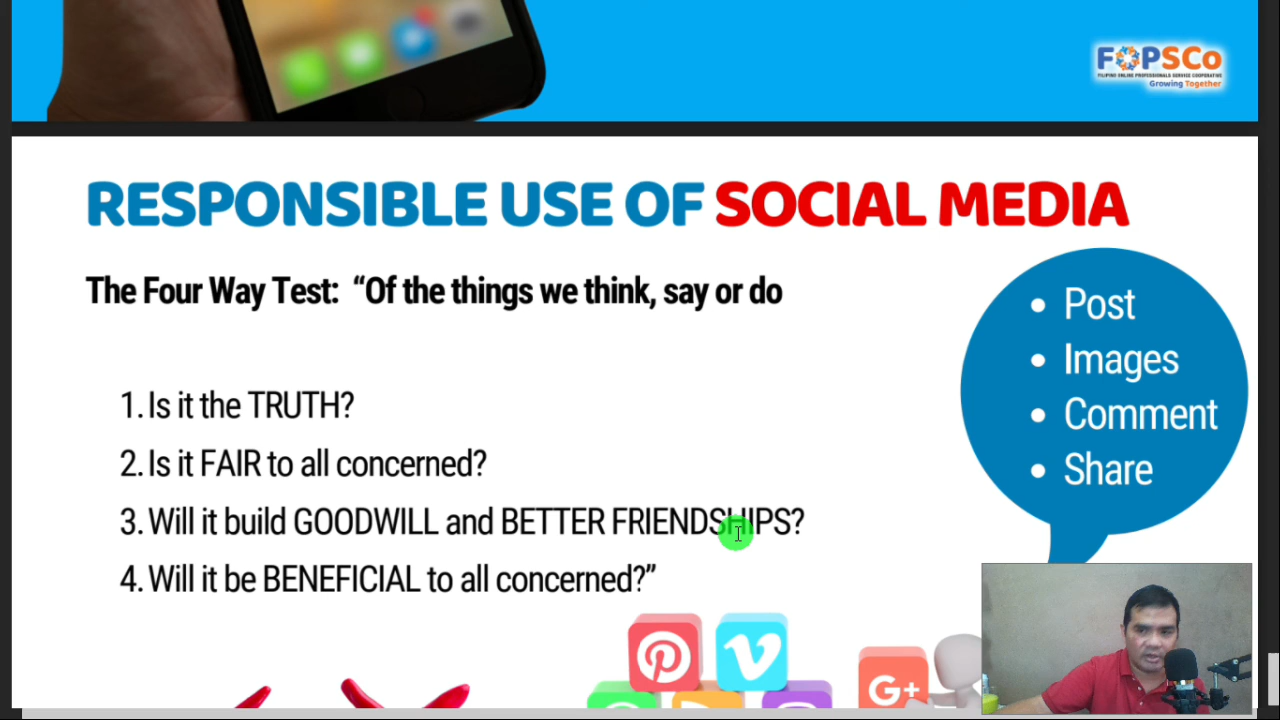 FOPSCo
FILIPINO ONLINE PROFESSIONALS SERVICE COOPERATIVE
Growing Together
RESPONSIBLE USE OF SOCIAL MEDIA
The Four Way Test: “Of the things we think, say or do
1. Is it the TRUTH?
2. Is it FAIR to all concerned?
3. Will it build GOODWILL and BETTER FRIENDSHIPS?
4. Will it be BENEFICIAL to all concerned?”
• Post
• Images
• Comment
• Share
G+